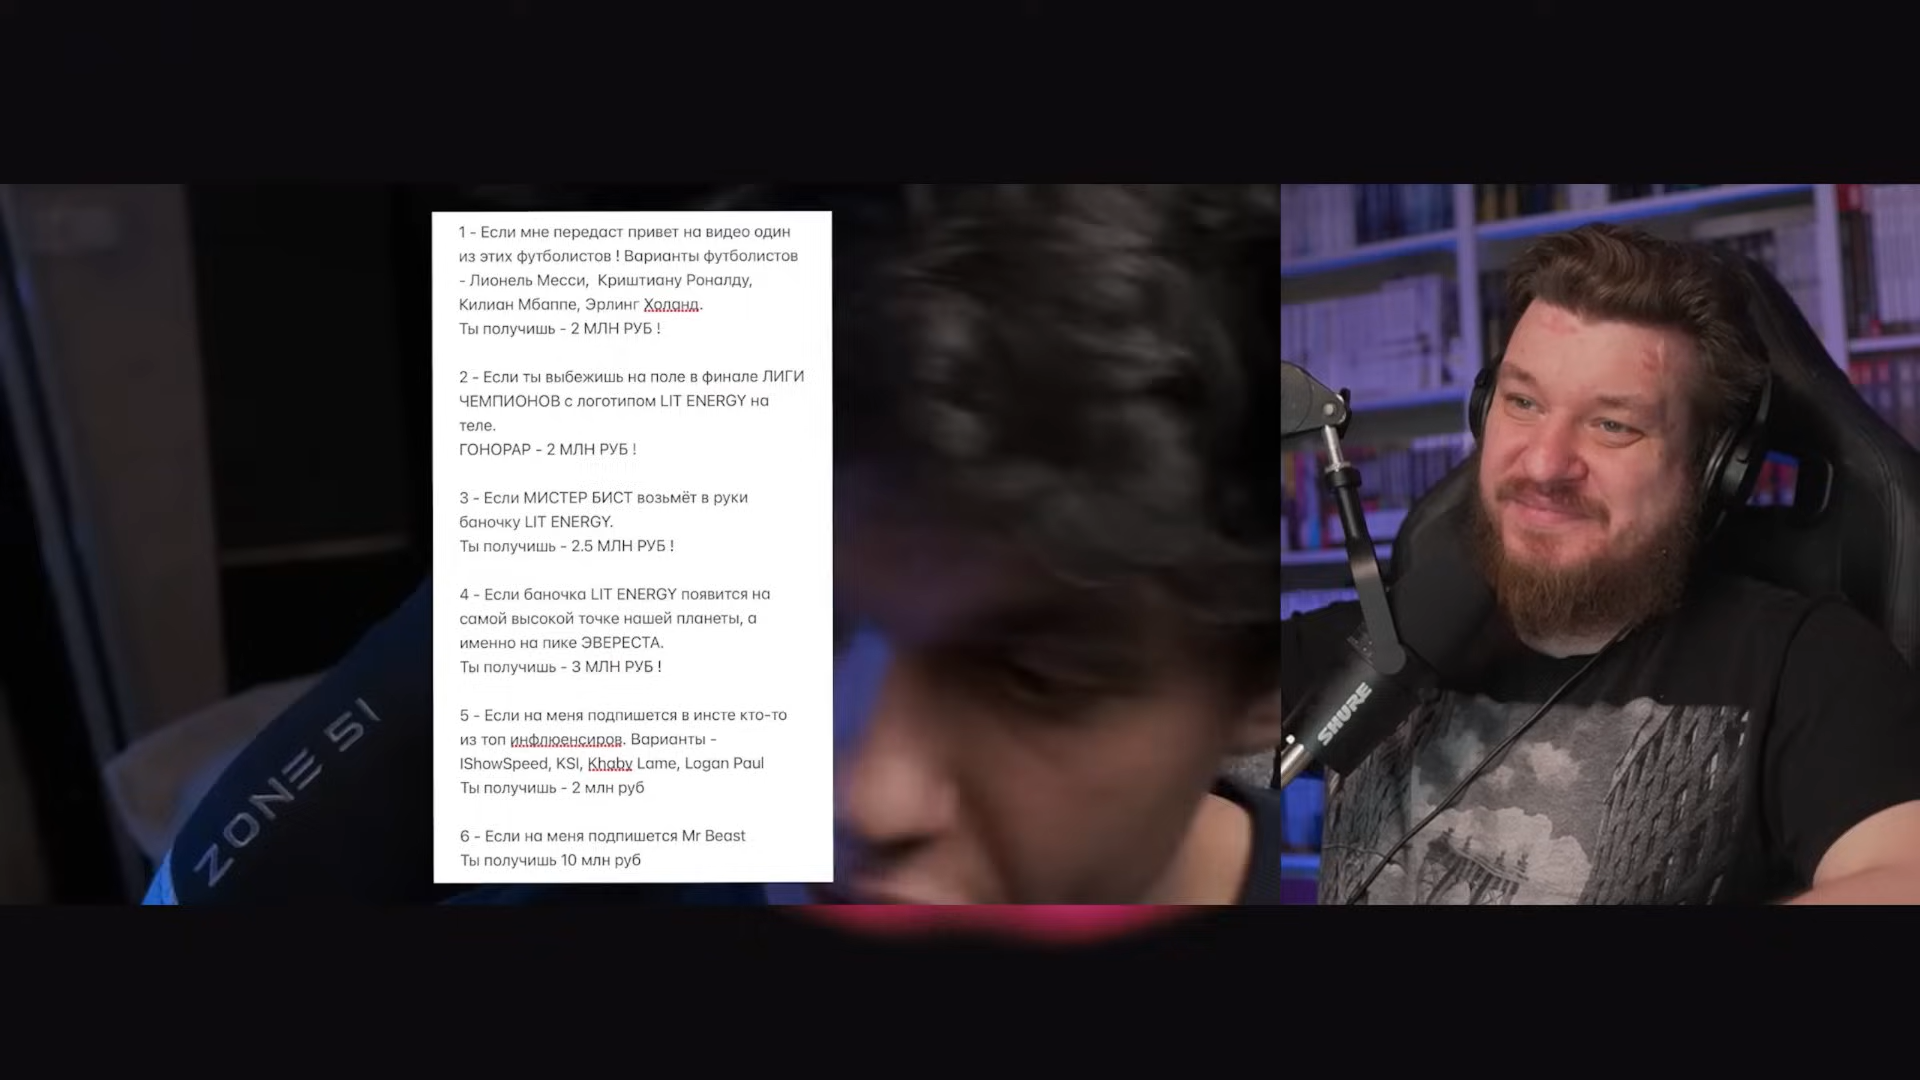 1 - Если мне передаст привет на видео один
из этих футболистов ! Варианты футболистов
- Лионель Месси, Криштиану Роналду,
Килиан Мбаппе, Эрлинг Холанд.
Ты получишь - 2 МЛН РУБ !
2 - Если ты выбежишь на поле в финале ЛИГИ
ЧЕМПИОНОВ с логотипом LIT ENERGY на
теле.
ГОНОРАР - 2 МЛН РУБ !
3 - Если МИСТЕР БИСТ возьмёт в руки
баночку LIT ENERGY.
Ты получишь - 2.5 МЛН РУБ !
4 - Если баночка LIT ENERGY появится на
самой высокой точке нашей планеты, а
именно на пике ЭВЕРЕСТА.
Ты получишь - 3 МЛН РУБ !
5 - Если на меня подпишется в инсте кто-то
из топ инфлюенсиров. Варианты -
IShowSpeed, KSI, Khaby Lame, Logan Paul
Ты получишь - 2 млн руб
6 - Если на меня подпишется Mr Beast
Ты получишь 10 млн руб
ZONE 51
SHURE